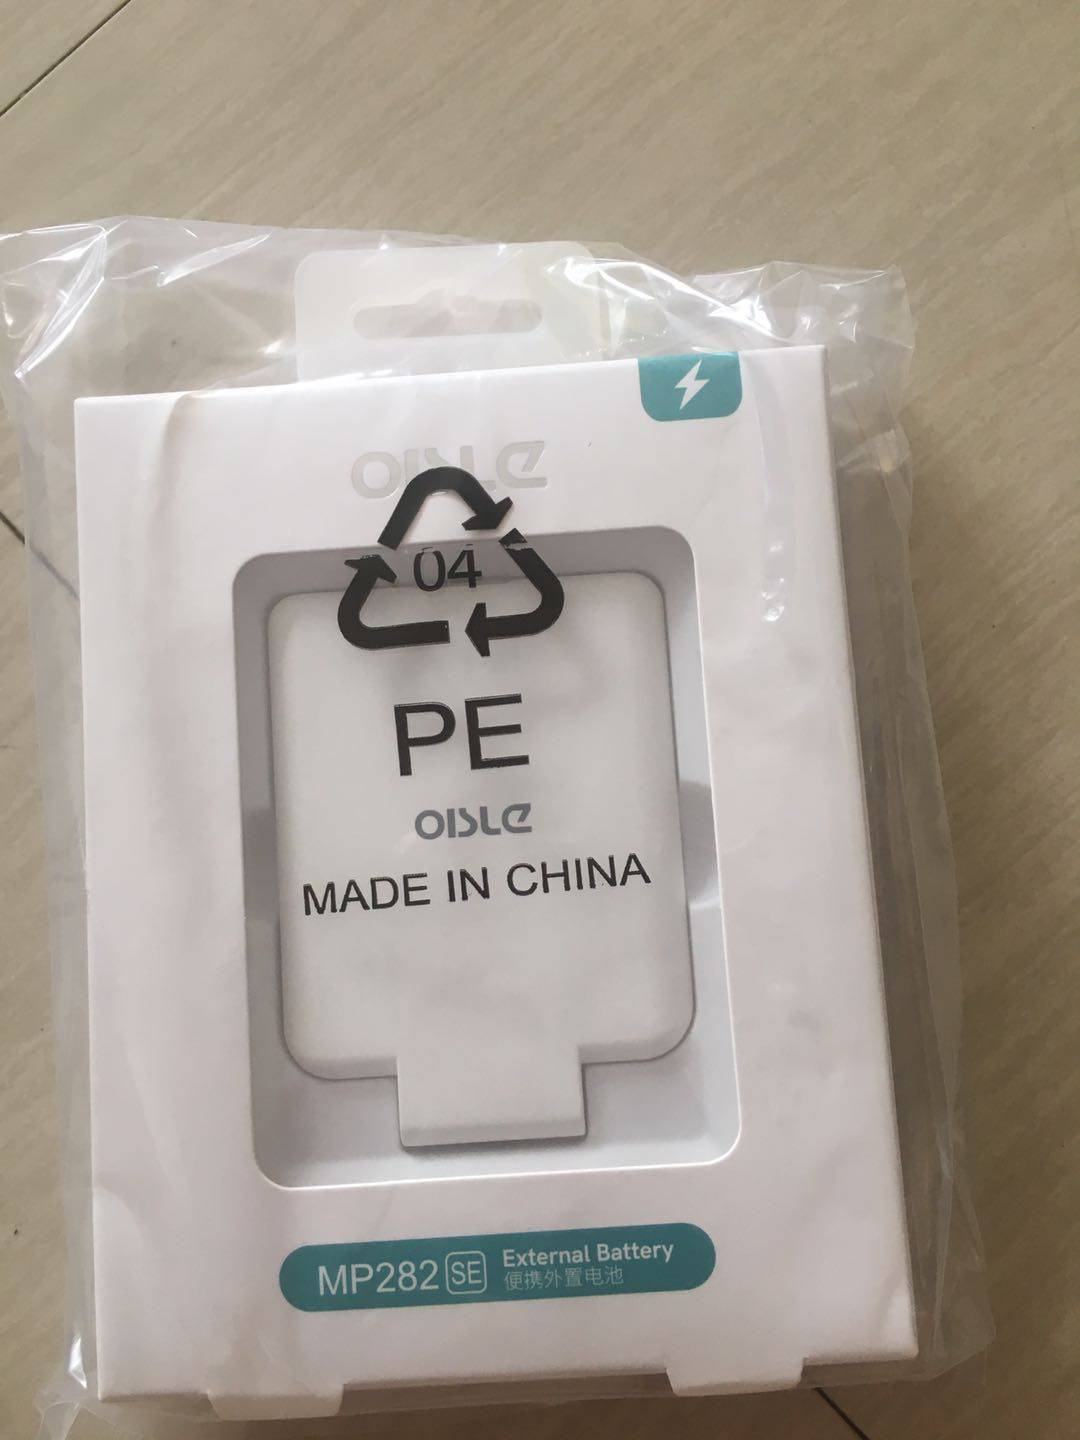 OISLE
04
PE
OISLE
MADE IN CHINA
MP282 SE External Battery
便携外置电池